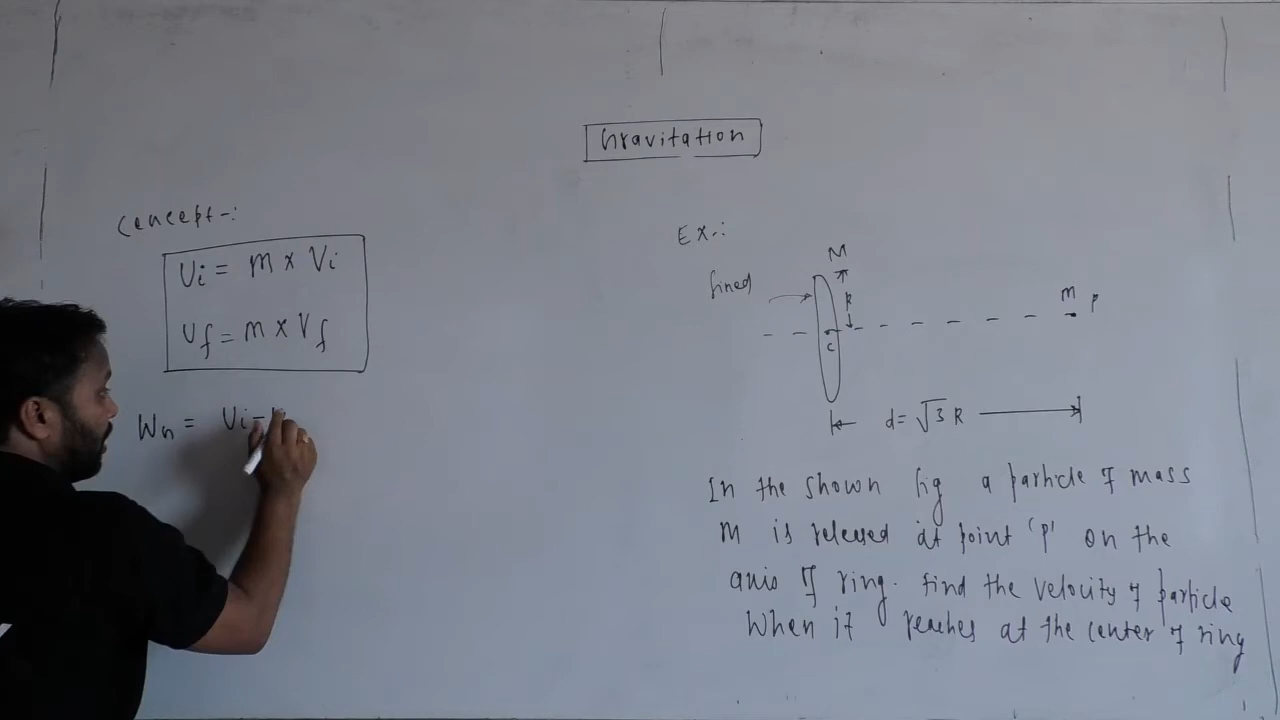 Gravitation
Concept-:
Ui = m x Vi
Uf = m x Vf
Wn = Ui -
Ex.:
fined
M
R
C
m P
d = √3 R
In the shown fig a particle of mass
m is released at point 'P' on the
axis of ring. find the velocity of particle
When it reaches at the center of ring